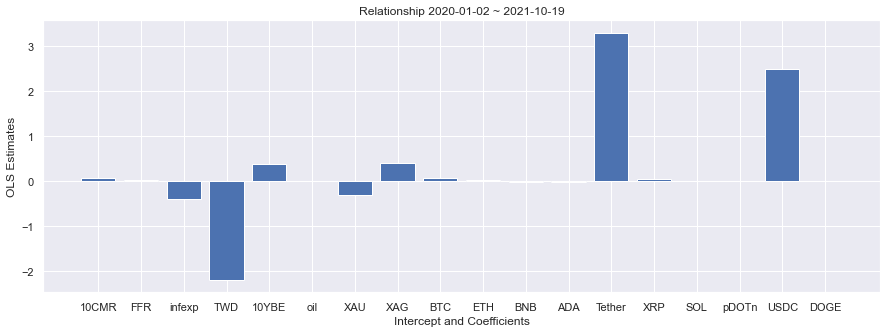 Relationship 2020-01-02 ~ 2021-10-19
OLS Estimates
3
2
1
0
−1
−2
10CMR FFR infexp TWD 10YBE oil XAU XAG BTC ETH BNB ADA Tether XRP SOL pDOTn USDC DOGE
Intercept and Coefficients